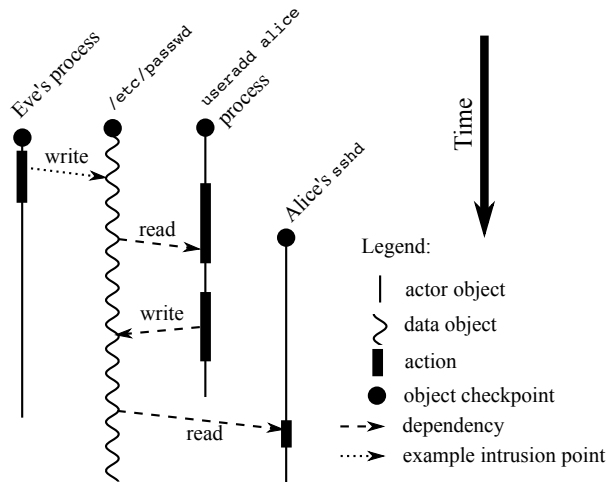 Eve's process
/etc/passwd
useradd alice
process
Alice's sshd
Time
write
read
write
read
Legend:
actor object
data object
action
object checkpoint
dependency
example intrusion point